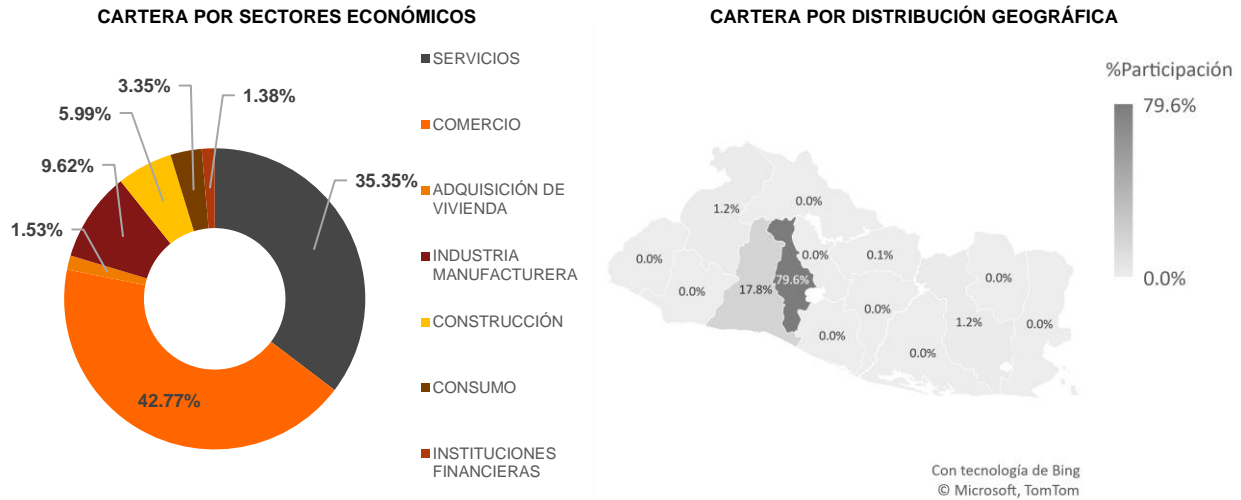 CARTERA POR SECTORES ECONÓMICOS
3.35%
1.38%
5.99%
9.62%
35.35%
1.53%
42.77%
SERVICIOS
COMERCIO
ADQUISICIÓN DE
VIVIENDA
INDUSTRIA
MANUFACTURERA
CONSTRUCCIÓN
CONSUMO
INSTITUCIONES
FINANCIERAS
CARTERA POR DISTRIBUCIÓN GEOGRÁFICA
%Participación
79.6%
0.0%
0.0%
1.2%
0.0%
0.0%
0.1%
0.0%
0.0%
17.8%
79.6%
0.0%
1.2%
0.0%
0.0%
0.0%
Con tecnología de Bing
© Microsoft, TomTom